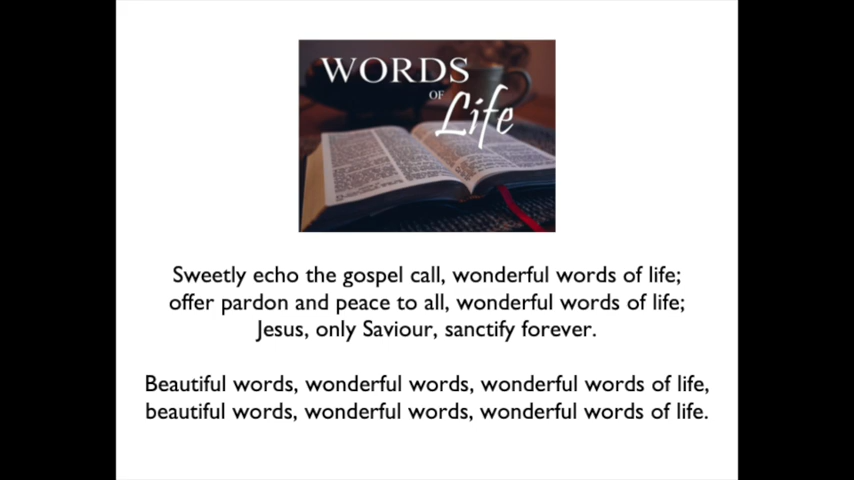 WORDS
OF
Life
Sweetly echo the gospel call, wonderful words of life;
offer pardon and peace to all, wonderful words of life;
Jesus, only Saviour, sanctify forever.
Beautiful words, wonderful words, wonderful words of life,
beautiful words, wonderful words, wonderful words of life.